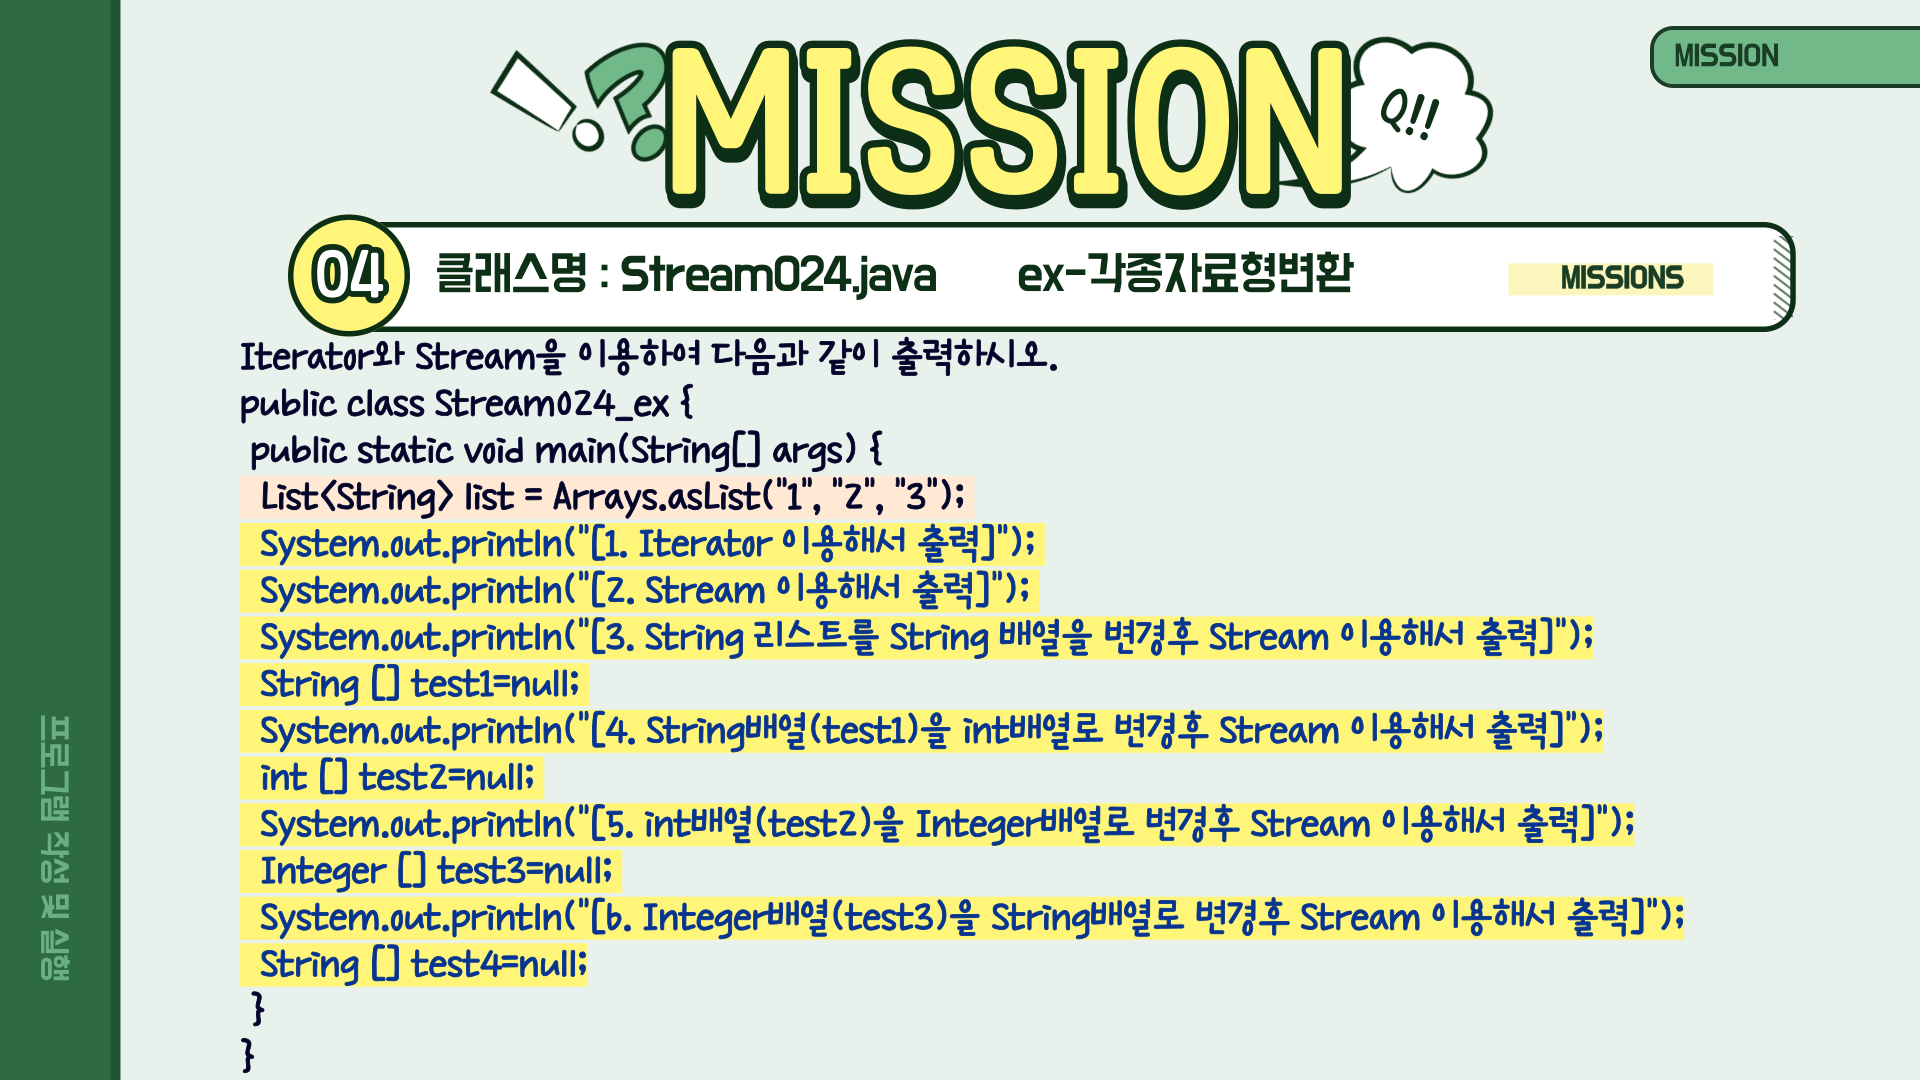 MISSION
!?
MISSION
Q!!
04
클래스명 : Stream024.java ex-각종자료형변환
MISSIONS
Iterator와 Stream을 이용하여 다음과 같이 출력하시오.
public class Stream024_ex {
public static void main(String[] args) {
List<String> list = Arrays.asList("1", "2", "3");
System.out.println("[1. Iterator 이용해서 출력]");
System.out.println("[2. Stream 이용해서 출력]");
System.out.println("[3. String 리스트를 String 배열을 변경후 Stream 이용해서 출력]");
String [] test1=null;
System.out.println("[4. String배열(test1)을 int배열로 변경후 Stream 이용해서 출력]");
int [] test2=null;
System.out.println("[5. int배열(test2)을 Integer배열로 변경후 Stream 이용해서 출력]");
Integer [] test3=null;
System.out.println("[6. Integer배열(test3)을 String배열로 변경후 Stream 이용해서 출력]");
String [] test4=null;
}
}
프로그램 작성 및 실행